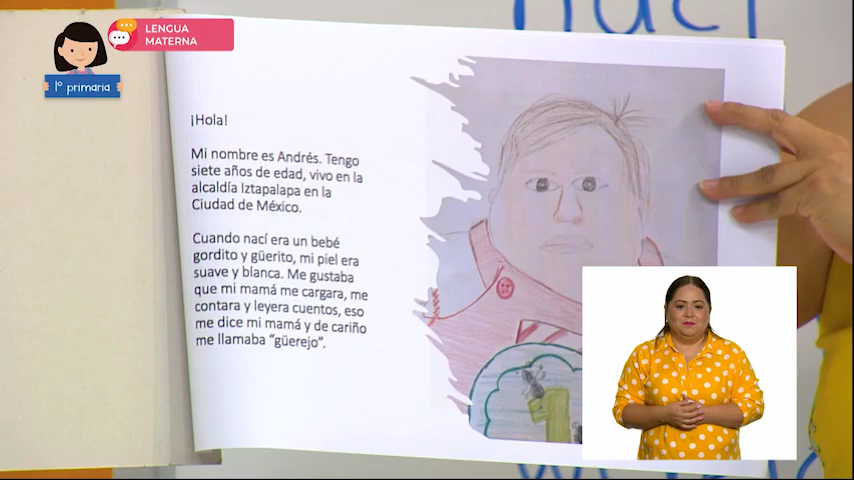 LENGUA
MATERNA
1° primaria
¡Hola!
Mi nombre es Andrés. Tengo
siete años de edad, vivo en la
alcaldía Iztapalapa en la
Ciudad de México.
Cuando nací era un bebé
gordito y güerito, mi piel era
suave y blanca. Me gustaba
que mi mamá me cargara, me
contara y leyera cuentos, eso
me dice mi mamá y de cariño
me llamaba “güerejo”.